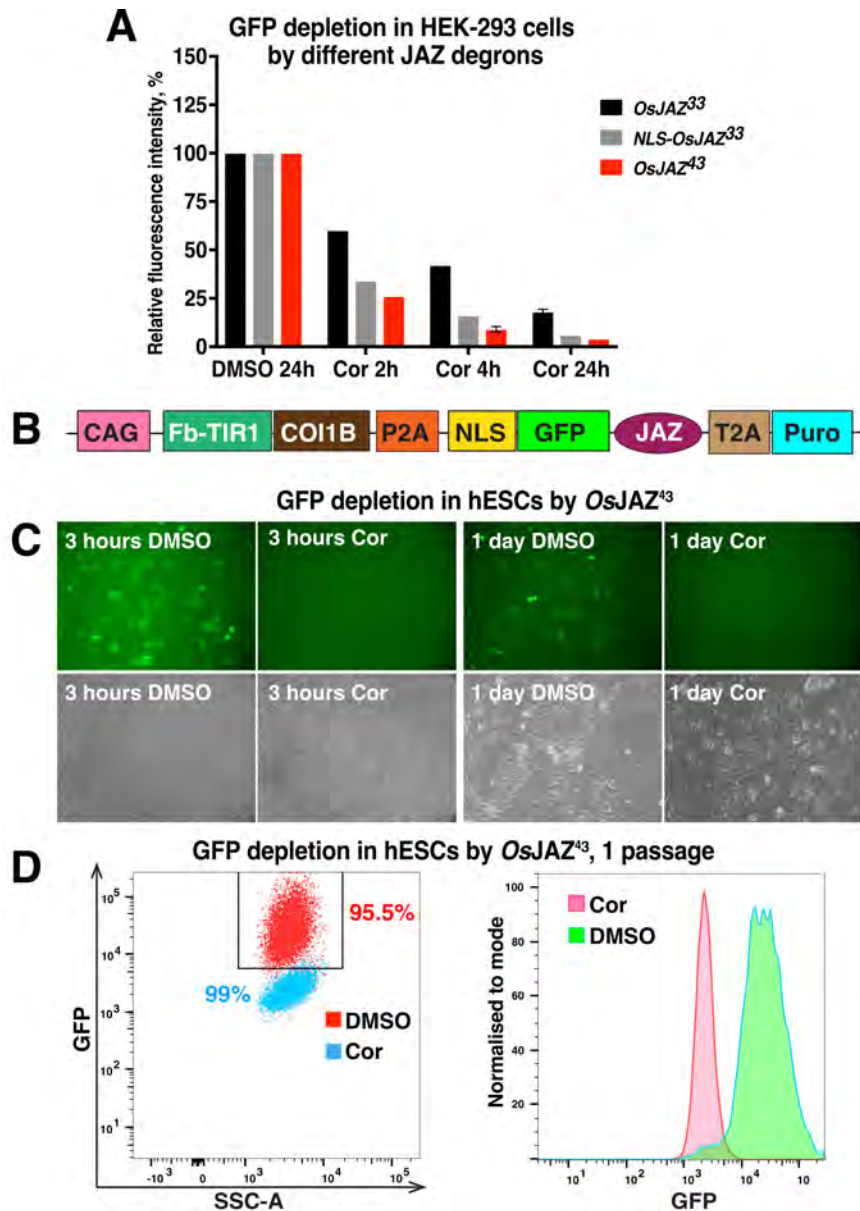 A
GFP depletion in HEK-293 cells
by different JAZ degrons
Relative fluorescence intensity, %
150
125
100
75
50
25
0
DMSO 24h Cor 2h Cor 4h Cor 24h
OsJAZ³³
NLS-OsJAZ³³
OsJAZ⁴³
B
CAG Fb-TIR1 COI1B P2A NLS GFP JAZ T2A Puro
GFP depletion in hESCs by OsJAZ⁴³
C
3 hours DMSO 3 hours Cor 1 day DMSO 1 day Cor
3 hours DMSO 3 hours Cor 1 day DMSO 1 day Cor
GFP depletion in hESCs by OsJAZ⁴³, 1 passage
D
GFP
10⁵
10⁴
10³
10²
10¹
95.5%
99%
DMSO
Cor
-10³ 0 10³ 10⁴ 10⁵
SSC-A
Normalised to mode
100
80
60
40
20
Cor
DMSO
10¹ 10² 10³ 10⁴ 10
GFP